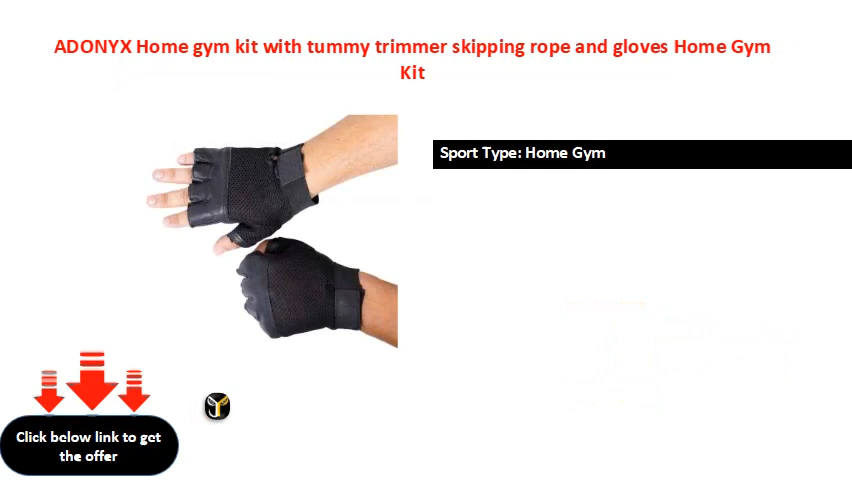 ADONYX Home gym kit with tummy trimmer skipping rope and gloves Home Gym
Kit
Sport Type: Home Gym
Click below link to get
the offer